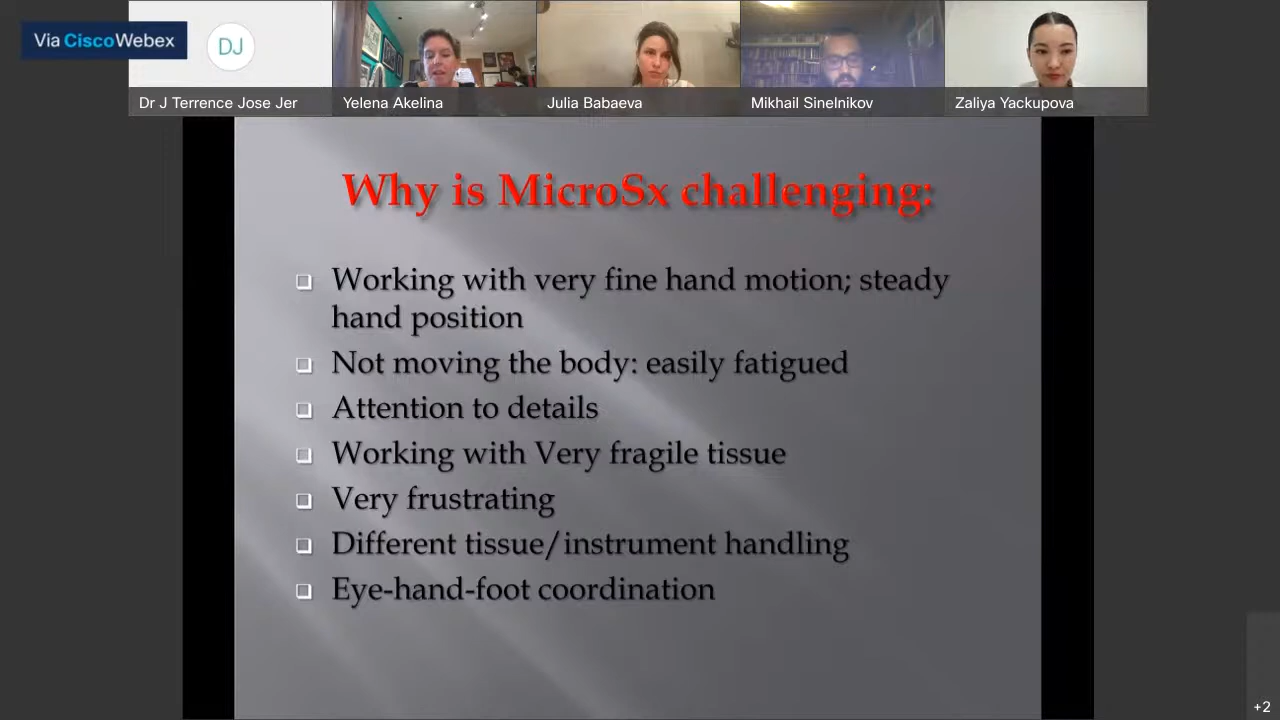 Via CiscoWebex
DJ
Dr J Terrence Jose Jer
Yelena Akelina
Julia Babaeva
Mikhail Sinelnikov
Zaliya Yackupova
Why is MicroSx challenging:
Working with very fine hand motion; steady
hand position
Not moving the body: easily fatigued
Attention to details
Working with Very fragile tissue
Very frustrating
Different tissue/instrument handling
Eye-hand-foot coordination
+2